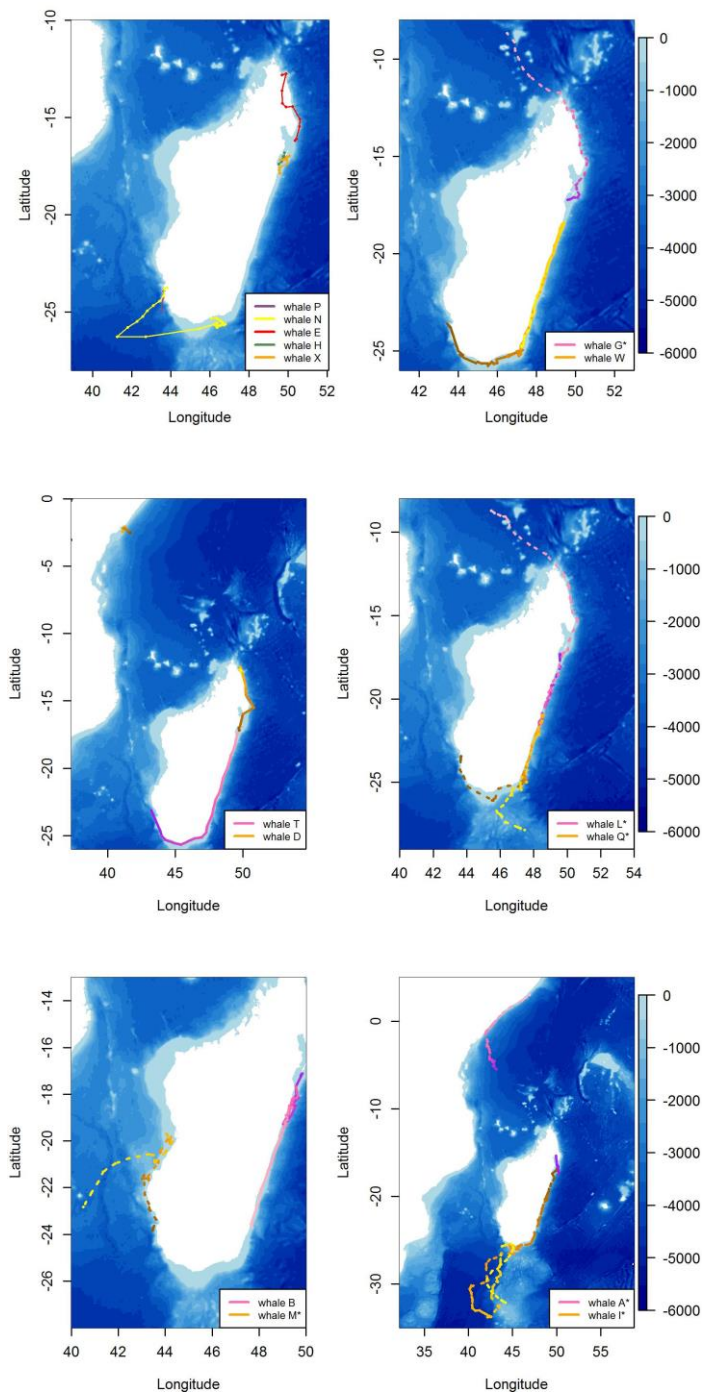 -10
-15
-20
-25
Latitude
40 42 44 46 48 50 52
Longitude
whale P
whale N
whale E
whale H
whale X
-10
-15
-20
-25
Latitude
42 44 46 48 50 52
Longitude
whale G*
whale W
0
-1000
-2000
-3000
-4000
-5000
-6000
0
-5
-10
-15
-20
-25
Latitude
40 45 50
Longitude
whale T
whale D
-10
-15
-20
-25
Latitude
40 42 44 46 48 50 52 54
Longitude
whale L*
whale Q*
0
-1000
-2000
-3000
-4000
-5000
-6000
-14
-16
-18
-20
-22
-24
-26
Latitude
40 42 44 46 48 50
Longitude
whale B
whale M*
0
-10
-20
-30
Latitude
35 40 45 50 55
Longitude
whale A*
whale I*
0
-1000
-2000
-3000
-4000
-5000
-6000